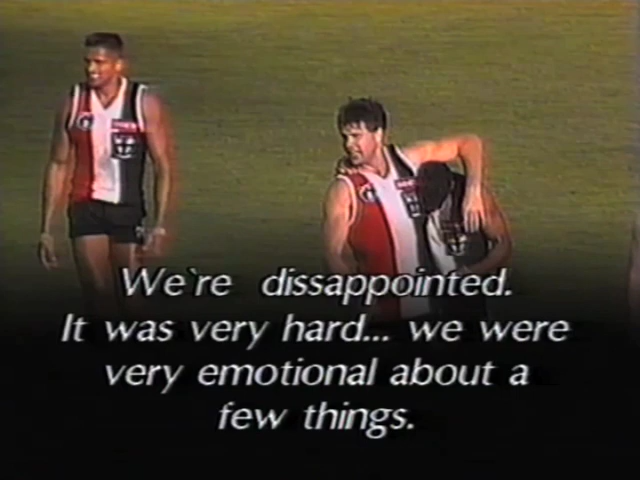 We`re dissappointed.
It was very hard... we were
very emotional about a
few things.